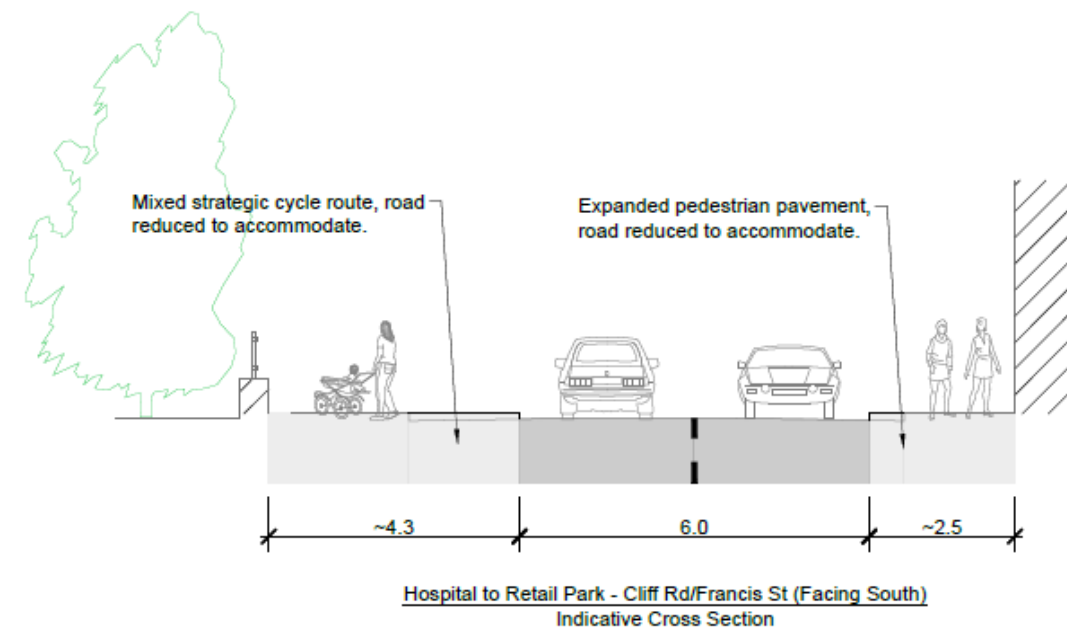 Mixed strategic cycle route, road
reduced to accommodate.
Expanded pedestrian pavement,
road reduced to accommodate.
~4.3
6.0
~2.5
Hospital to Retail Park - Cliff Rd/Francis St (Facing South)
Indicative Cross Section